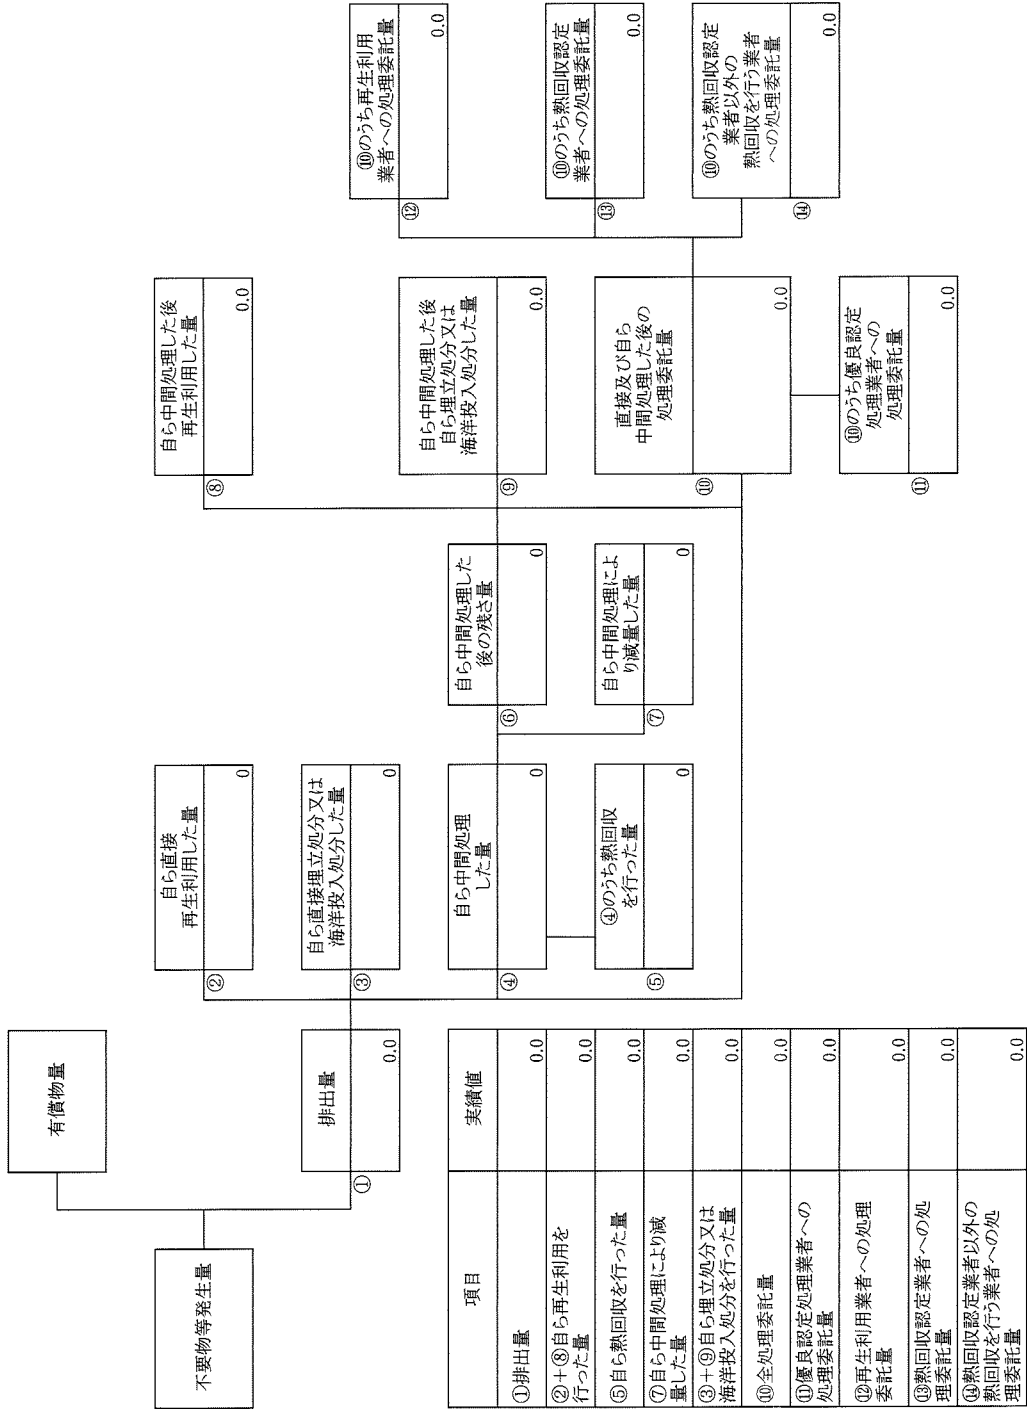 不要物等発生量
有償物量
排出量
①
0.0
②
自ら直接
再生利用した量
0
③
自ら直接埋立処分又は
海洋投入処分した量
0
④
自ら中間処理
した量
0
⑤
④のうち熱回収
を行った量
0
⑥
自ら中間処理した
後の残さ量
0
⑦
自ら中間処理によ
り減量した量
0
⑧
自ら中間処理した後
再生利用した量
0.0
⑨
自ら中間処理した後
自ら埋立処分又は
海洋投入処分した量
0.0
⑩
直接及び自ら
中間処理した後の
処理委託量
0.0
⑪
⑩のうち優良認定
処理業者への
処理委託量
0.0
⑫
⑩のうち再生利用
業者への処理委託量
0.0
⑬
⑩のうち熱回収認定
業者への処理委託量
0.0
⑭
⑩のうち熱回収認定
業者以外の
熱回収を行う業者
への処理委託量
0.0
項目 実績値
①排出量 0.0
②+⑧自ら再生利用を
行った量 0.0
⑤自ら熱回収を行った量 0.0
⑦自ら中間処理により減
量した量 0.0
③+⑨自ら埋立処分又は
海洋投入処分を行った量 0.0
⑩全処理委託量 0.0
⑪優良認定処理業者への
処理委託量 0.0
⑫再生利用業者への処理
委託量 0.0
⑬熱回収認定業者への処
理委託量 0.0
⑭熱回収認定業者以外の
熱回収を行う業者への処
理委託量 0.0